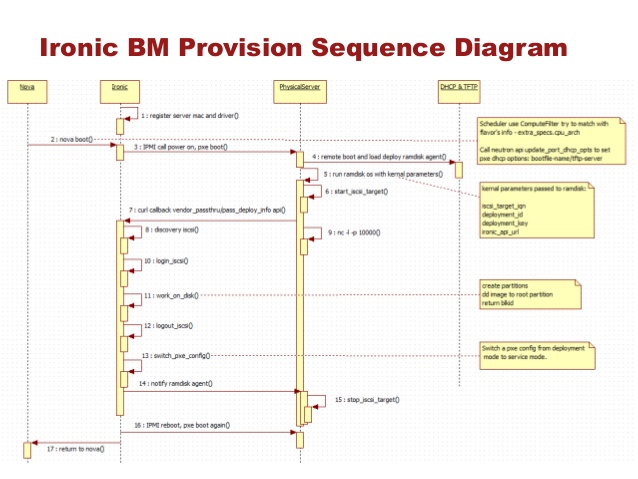 Ironic BM Provision Sequence Diagram
Nova
Ironic
PhysicalServer
DHCP & TFTP
1 : register server mac and driver()
Scheduler use ComputeFilter try to match with
flavor's info - extra_specs.cpu_arch
Call neutron api update_port_dhcp_opts to set
pxe dhcp options: bootfile-name/tftp-server
2 : nova boot()
3 : IPMI call power on, pxe boot()
4 : remote boot and load deploy ramdisk agent()
5 : run ramdisk os with kernal parameters()
kernal parameters passed to ramdisk:
iscsi_target_iqn
deployment_id
deployment_key
ironic_api_url
6 : start_iscsi_target()
7 : curl callback vendor_passthru/pass_deploy_info api()
8 : discovery iscsi()
9 : nc -l -p 10000()
10 : login_iscsi()
create partitions
dd image to root partition
return blkid
11 : work_on_disk()
12 : logout_iscsi()
Switch a pxe config from deployment
mode to service mode.
13 : switch_pxe_config()
14 : notify ramdisk agent()
15 : stop_iscsi_target()
16 : IPMI reboot, pxe boot again()
17 : return to nova()